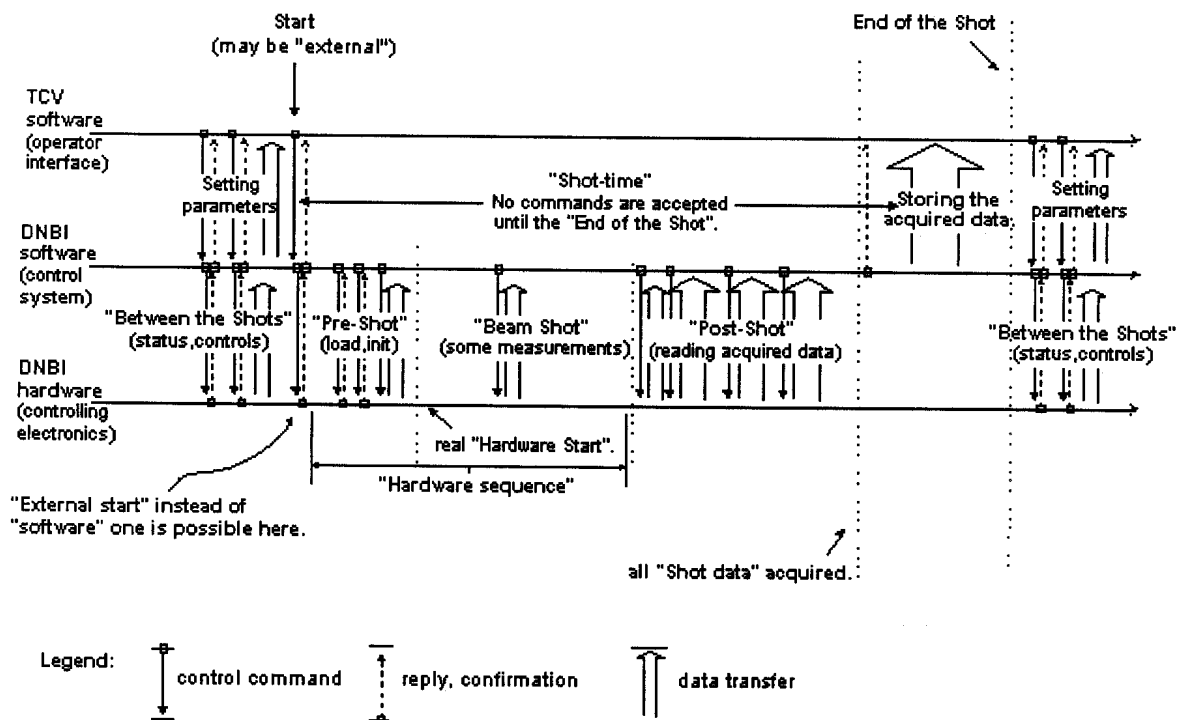 Start
(may be "external")
End of the Shot
TCV
software
(operator
interface)
Setting
parameters
"Shot-time"
No commands are accepted
until the "End of the Shot".
Storing the
acquired data
Setting
parameters
DNBI
software
(control
system)
"Between the Shots"
(status,controls)
"Pre-Shot"
(load,init)
"Beam Shot"
(some measurements)
"Post-Shot"
(reading acquired data)
"Between the Shots"
(status,controls)
DNBI
hardware
(controlling
electronics)
real "Hardware Start".
"Hardware sequence"
"External start" instead of
"software" one is possible here.
all "Shot data" acquired.
Legend:
control command
reply, confirmation
data transfer